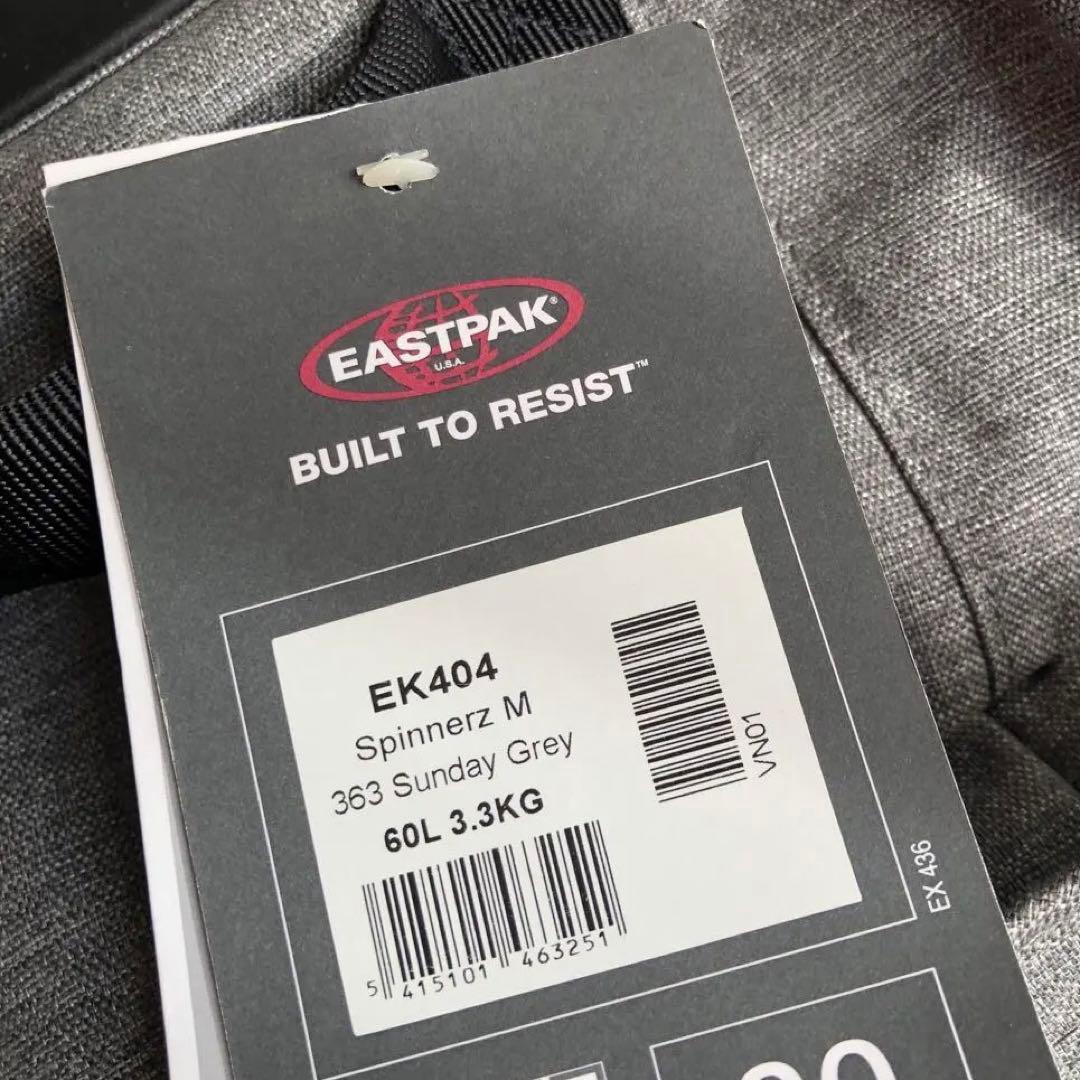 EASTPAK®
U.S.A.
BUILT TO RESIST™
EK404
Spinnerz M
363 Sunday Grey
60L 3.3KG
VN01
5 415101 463251
EX 436